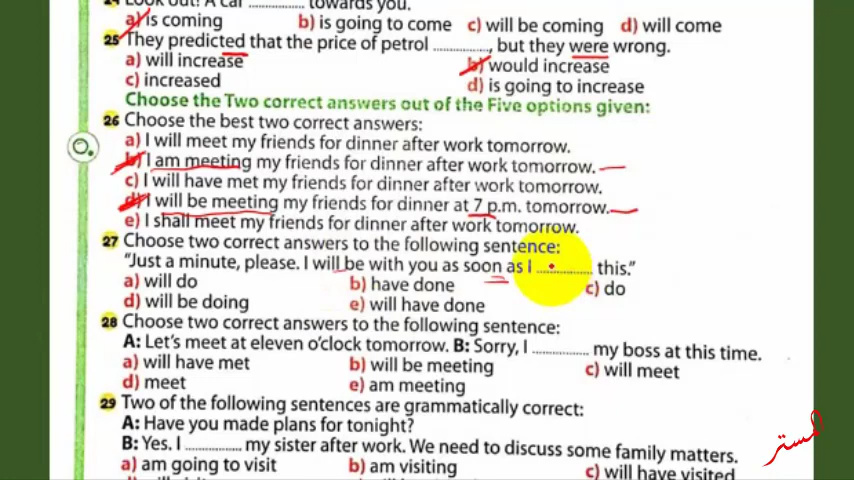 24 Look out! A car ............... towards you.
a) is coming b) is going to come c) will be coming d) will come
25 They predicted that the price of petrol ..............., but they were wrong.
a) will increase b) would increase
c) increased d) is going to increase
Choose the Two correct answers out of the Five options given:
26 Choose the best two correct answers:
a) I will meet my friends for dinner after work tomorrow.
b) I am meeting my friends for dinner after work tomorrow.
c) I will have met my friends for dinner after work tomorrow.
d) I will be meeting my friends for dinner at 7 p.m. tomorrow.
e) I shall meet my friends for dinner after work tomorrow.
27 Choose two correct answers to the following sentence:
"Just a minute, please. I will be with you as soon as I ............... this."
a) will do b) have done c) do
d) will be doing e) will have done
28 Choose two correct answers to the following sentence:
A: Let's meet at eleven o'clock tomorrow. B: Sorry, I ............... my boss at this time.
a) will have met b) will be meeting c) will meet
d) meet e) am meeting
29 Two of the following sentences are grammatically correct:
A: Have you made plans for tonight?
B: Yes. I ............... my sister after work. We need to discuss some family matters.
a) am going to visit b) am visiting c) will have visited
المستر